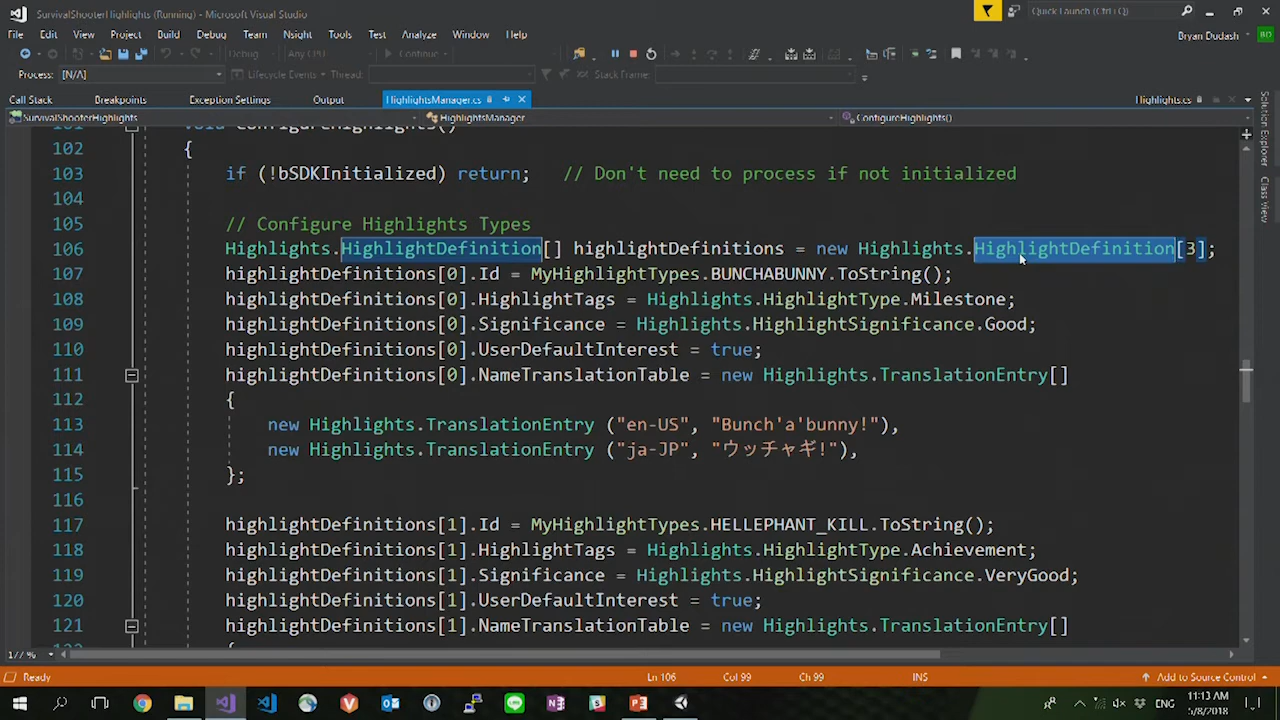 SurvivalShooterHighlights (Running) - Microsoft Visual Studio
Quick Launch (Ctrl+Q)
File Edit View Project Build Debug Team Nsight Tools Test Analyze Window Help
Bryan Dudash BD
Debug Any CPU Continue
Process: [N/A] Lifecycle Events Thread: Stack Frame:
Call Stack Breakpoints Exception Settings Output HighlightsManager.cs Highlights.cs
SurvivalShooterHighlights HighlightsManager ConfigureHighlights()
101 void ConfigureHighlights()
102 {
103 if (!bSDKInitialized) return; // Don't need to process if not initialized
104
105 // Configure Highlights Types
106 Highlights.HighlightDefinition[] highlightDefinitions = new Highlights.HighlightDefinition[3];
107 highlightDefinitions[0].Id = MyHighlightTypes.BUNCHABUNNY.ToString();
108 highlightDefinitions[0].HighlightTags = Highlights.HighlightType.Milestone;
109 highlightDefinitions[0].Significance = Highlights.HighlightSignificance.Good;
110 highlightDefinitions[0].UserDefaultInterest = true;
111 highlightDefinitions[0].NameTranslationTable = new Highlights.TranslationEntry[]
112 {
113 new Highlights.TranslationEntry ("en-US", "Bunch'a'bunny!"),
114 new Highlights.TranslationEntry ("ja-JP", "ウッチャギ!"),
115 };
116
117 highlightDefinitions[1].Id = MyHighlightTypes.HELLEPHANT_KILL.ToString();
118 highlightDefinitions[1].HighlightTags = Highlights.HighlightType.Achievement;
119 highlightDefinitions[1].Significance = Highlights.HighlightSignificance.VeryGood;
120 highlightDefinitions[1].UserDefaultInterest = true;
121 highlightDefinitions[1].NameTranslationTable = new Highlights.TranslationEntry[]
Solution Explorer
Class View
177 %
Ready Ln 106 Col 99 Ch 99 INS Add to Source Control
ENG 11:13 AM
5/8/2018